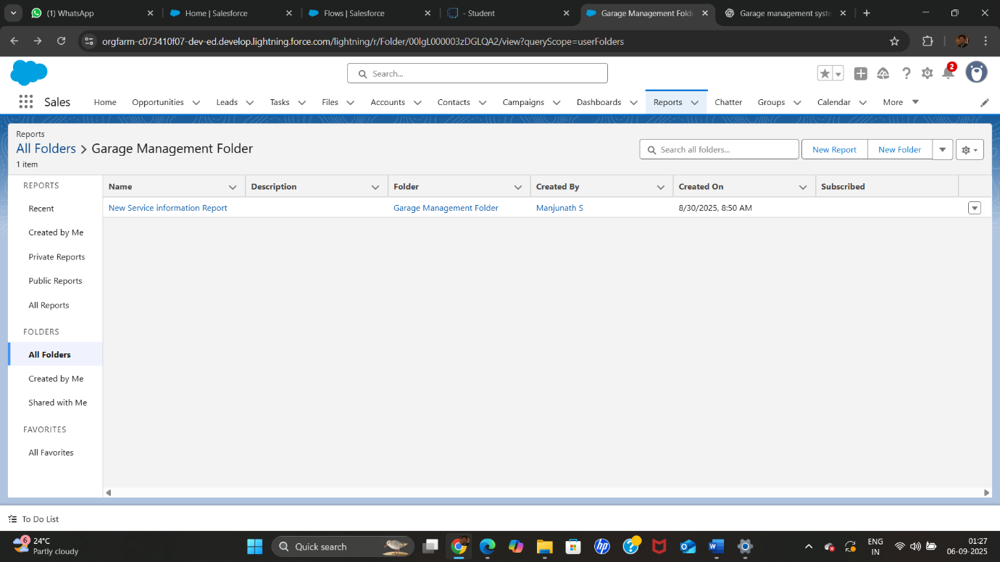 (1) WhatsApp
Home | Salesforce
Flows | Salesforce
- Student
Garage Management Fold
Garage management syst
orgfarm-c073410f07-dev-ed.develop.lightning.force.com/lightning/r/Folder/00lgL000003zDGLQA2/view?queryScope=userFolders
Search...
2
Sales
Home Opportunities Leads Tasks Files Accounts Contacts Campaigns Dashboards Reports Chatter Groups Calendar More
Reports
All Folders > Garage Management Folder
1 item
Search all folders...
New Report
New Folder
REPORTS
Recent
Created by Me
Private Reports
Public Reports
All Reports
FOLDERS
All Folders
Created by Me
Shared with Me
FAVORITES
All Favorites
Name Description Folder Created By Created On Subscribed
New Service information Report Garage Management Folder Manjunath S 8/30/2025, 8:50 AM
To Do List
6
24°C
Partly cloudy
Quick search
hp
ENG
IN
01:27
06-09-2025